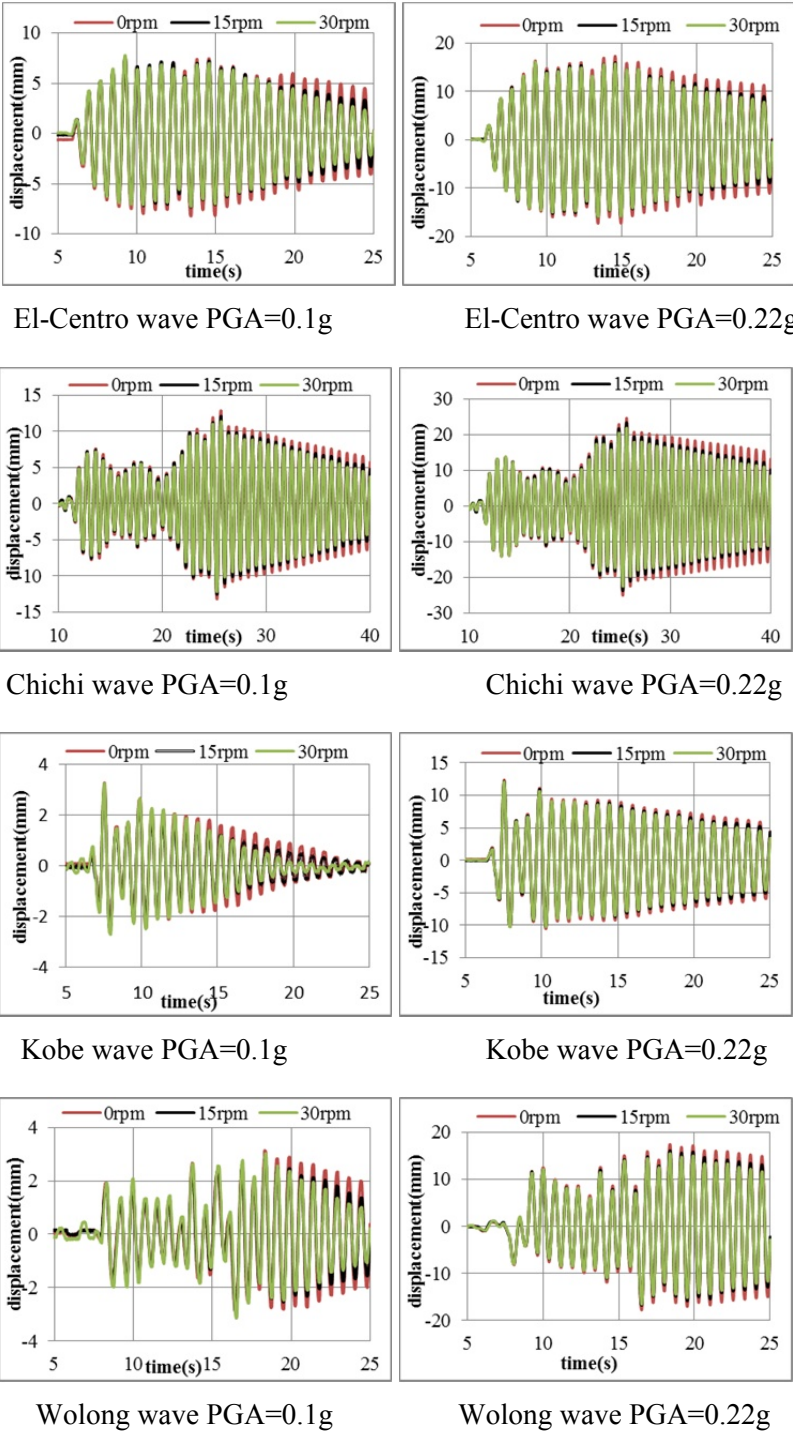 0rpm 15rpm 30rpm
10
5
0
-5
-10
displacement(mm)
5 10 15 20 25
time(s)
El-Centro wave PGA=0.1g
0rpm 15rpm 30rpm
20
10
0
-10
-20
displacement(mm)
5 10 15 20 25
time(s)
El-Centro wave PGA=0.22g
0rpm 15rpm 30rpm
15
10
5
0
-5
-10
-15
displacement(mm)
10 20 30 40
time(s)
Chichi wave PGA=0.1g
0rpm 15rpm 30rpm
30
20
10
0
-10
-20
-30
displacement(mm)
10 20 time(s) 30 40
Chichi wave PGA=0.22g
0rpm 15rpm 30rpm
4
2
0
-2
-4
displacement(mm)
5 10 15 20 25
time(s)
Kobe wave PGA=0.1g
0rpm 15rpm 30rpm
15
10
5
0
-5
-10
-15
displacement(mm)
5 10 15 20 25
time(s)
Kobe wave PGA=0.22g
0rpm 15rpm 30rpm
4
2
0
-2
-4
displacement(mm)
5 10 time(s) 15 20 25
Wolong wave PGA=0.1g
0rpm 15rpm 30rpm
20
10
0
-10
-20
displacement(mm)
5 10 15 20 25
time(s)
Wolong wave PGA=0.22g